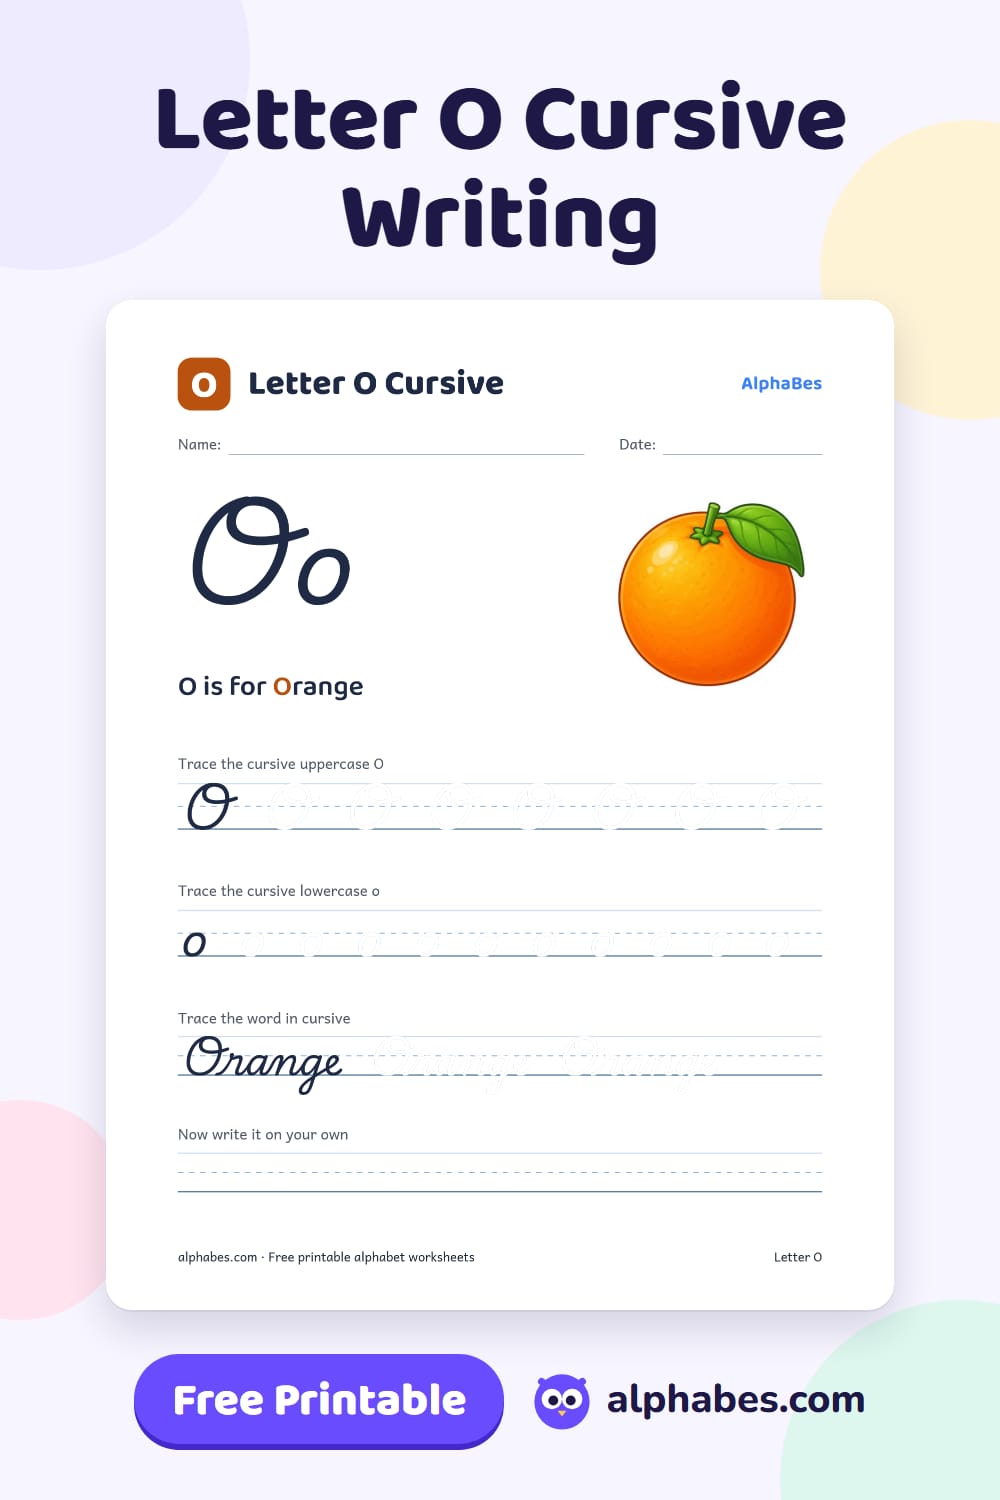 Letter O Cursive
Writing
O Letter O Cursive AlphaBes
Name: Date:
Oo
O is for Orange
Trace the cursive uppercase O
O O O O O O O O
Trace the cursive lowercase o
o o o o o o o o o o o
Trace the word in cursive
Orange Orange Orange
Now write it on your own
alphabes.com · Free printable alphabet worksheets Letter O
Free Printable alphabes.com